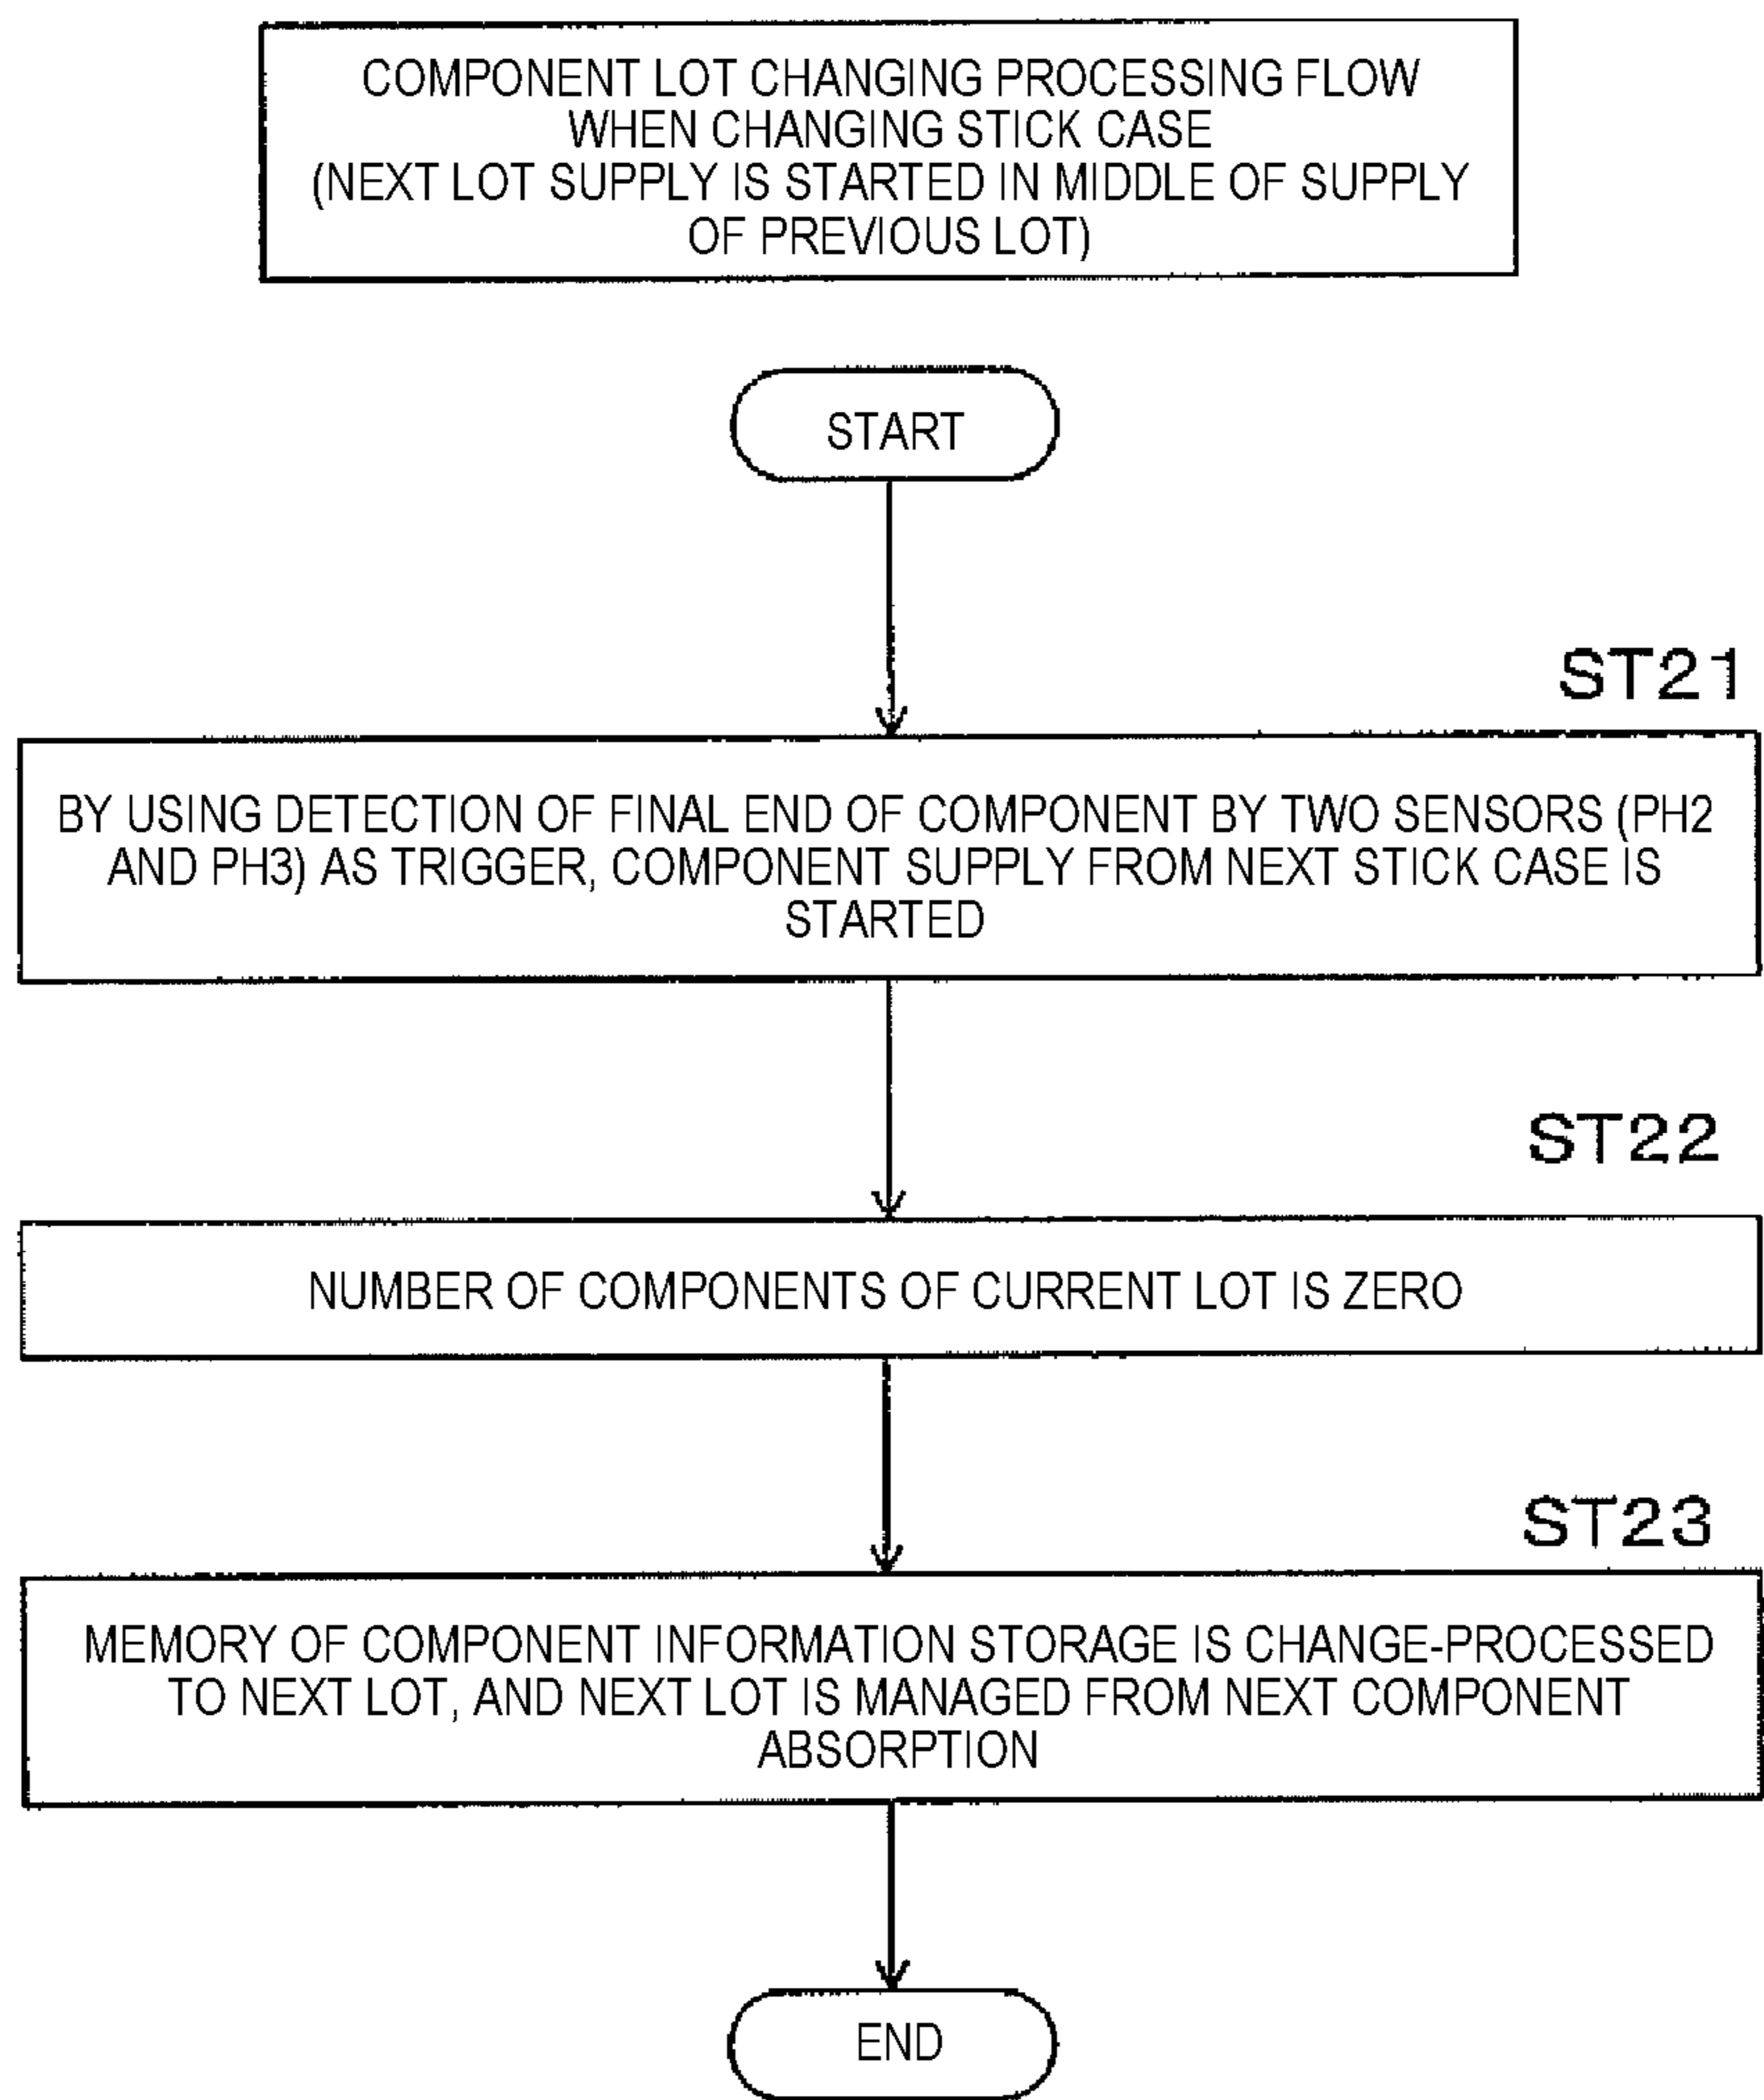 COMPONENT LOT CHANGING PROCESSING FLOW
WHEN CHANGING STICK CASE
(NEXT LOT SUPPLY IS STARTED IN MIDDLE OF SUPPLY
OF PREVIOUS LOT)
START
ST21
BY USING DETECTION OF FINAL END OF COMPONENT BY TWO SENSORS (PH2
AND PH3) AS TRIGGER, COMPONENT SUPPLY FROM NEXT STICK CASE IS
STARTED
ST22
NUMBER OF COMPONENTS OF CURRENT LOT IS ZERO
ST23
MEMORY OF COMPONENT INFORMATION STORAGE IS CHANGE-PROCESSED
TO NEXT LOT, AND NEXT LOT IS MANAGED FROM NEXT COMPONENT
ABSORPTION
END